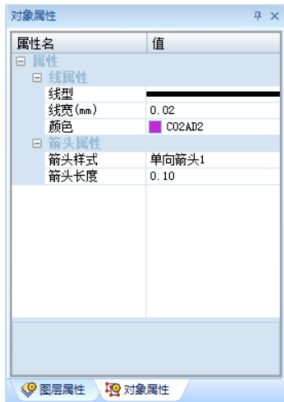 对象属性
属性名 值
属性
线属性
线型
线宽(mm) 0.02
颜色 C02AD2
箭头属性
箭头样式 单向箭头1
箭头长度 0.10
图层属性 对象属性